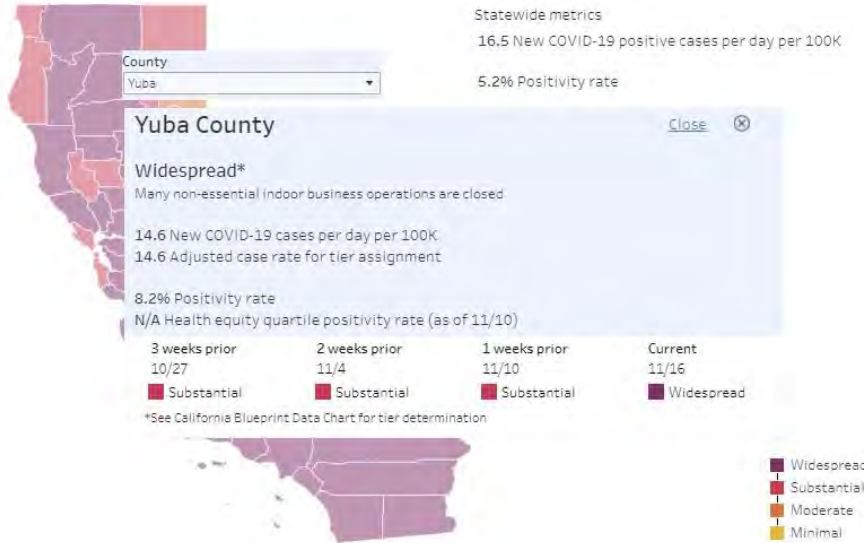 Statewide metrics
16.5 New COVID-19 positive cases per day per 100K
5.2% Positivity rate
County
Yuba
Yuba County
Close
Widespread*
Many non-essential indoor business operations are closed
14.6 New COVID-19 cases per day per 100K
14.6 Adjusted case rate for tier assignment
8.2% Positivity rate
N/A Health equity quartile positivity rate (as of 11/10)
3 weeks prior 2 weeks prior 1 weeks prior Current
10/27 11/4 11/10 11/16
Substantial Substantial Substantial Widespread
*See California Blueprint Data Chart for tier determination
Widespread
Substantial
Moderate
Minimal